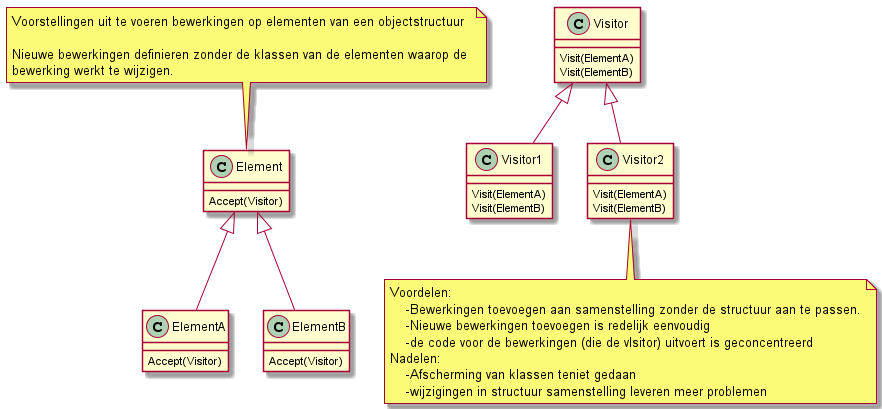 Voorstellingen uit te voeren bewerkingen op elementen van een objectstructuur
Nieuwe bewerkingen definieren zonder de klassen van de elementen waarop de
bewerking werkt te wijzigen.
C Visitor
Visit(ElementA)
Visit(ElementB)
C Element
Accept(Visitor)
C Visitor1
Visit(ElementA)
Visit(ElementB)
C Visitor2
Visit(ElementA)
Visit(ElementB)
C ElementA
Accept(Visitor)
C ElementB
Accept(Visitor)
Voordelen:
-Bewerkingen toevoegen aan samenstelling zonder de structuur aan te passen.
-Nieuwe bewerkingen toevoegen is redelijk eenvoudig
-de code voor de bewerkingen (die de vIsitor) uitvoert is geconcentreerd
Nadelen:
-Afscherming van klassen teniet gedaan
-wijzigingen in structuur samenstelling leveren meer problemen